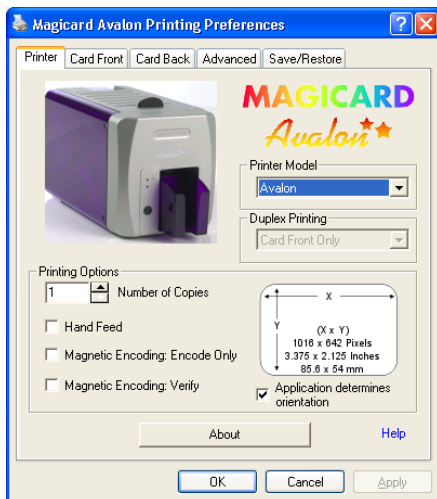 Magicard Avalon Printing Preferences
Printer Card Front Card Back Advanced Save/Restore
MAGICARD
Avalon
Printer Model
Avalon
Duplex Printing
Card Front Only
Printing Options
1 Number of Copies
Hand Feed
Magnetic Encoding: Encode Only
Magnetic Encoding: Verify
X
Y
(X x Y)
1016 x 642 Pixels
3.375 x 2.125 Inches
85.6 x 54 mm
Application determines
orientation
About
Help
OK Cancel Apply